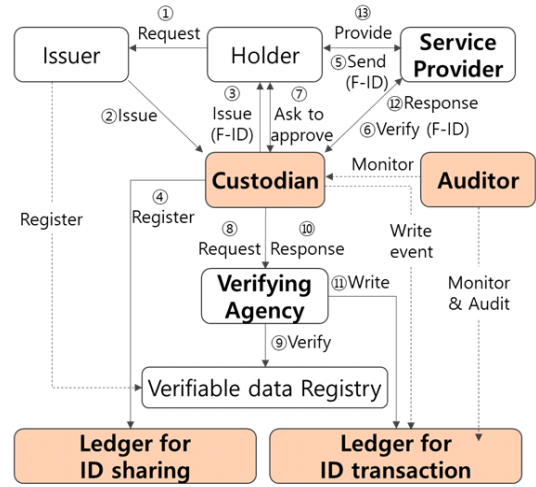 ①
Request
⑬
Provide
Issuer
Holder
Service
Provider
⑤Send
(F-ID)
②Issue
③
Issue
(F-ID)
⑦
Ask to
approve
⑫Response
⑥Verify (F-ID)
Custodian
Monitor
Auditor
④
Register
Register
⑧
Request
⑩
Response
Write
event
Verifying
Agency
⑪Write
Monitor
& Audit
⑨Verify
Verifiable data Registry
Ledger for
ID sharing
Ledger for
ID transaction